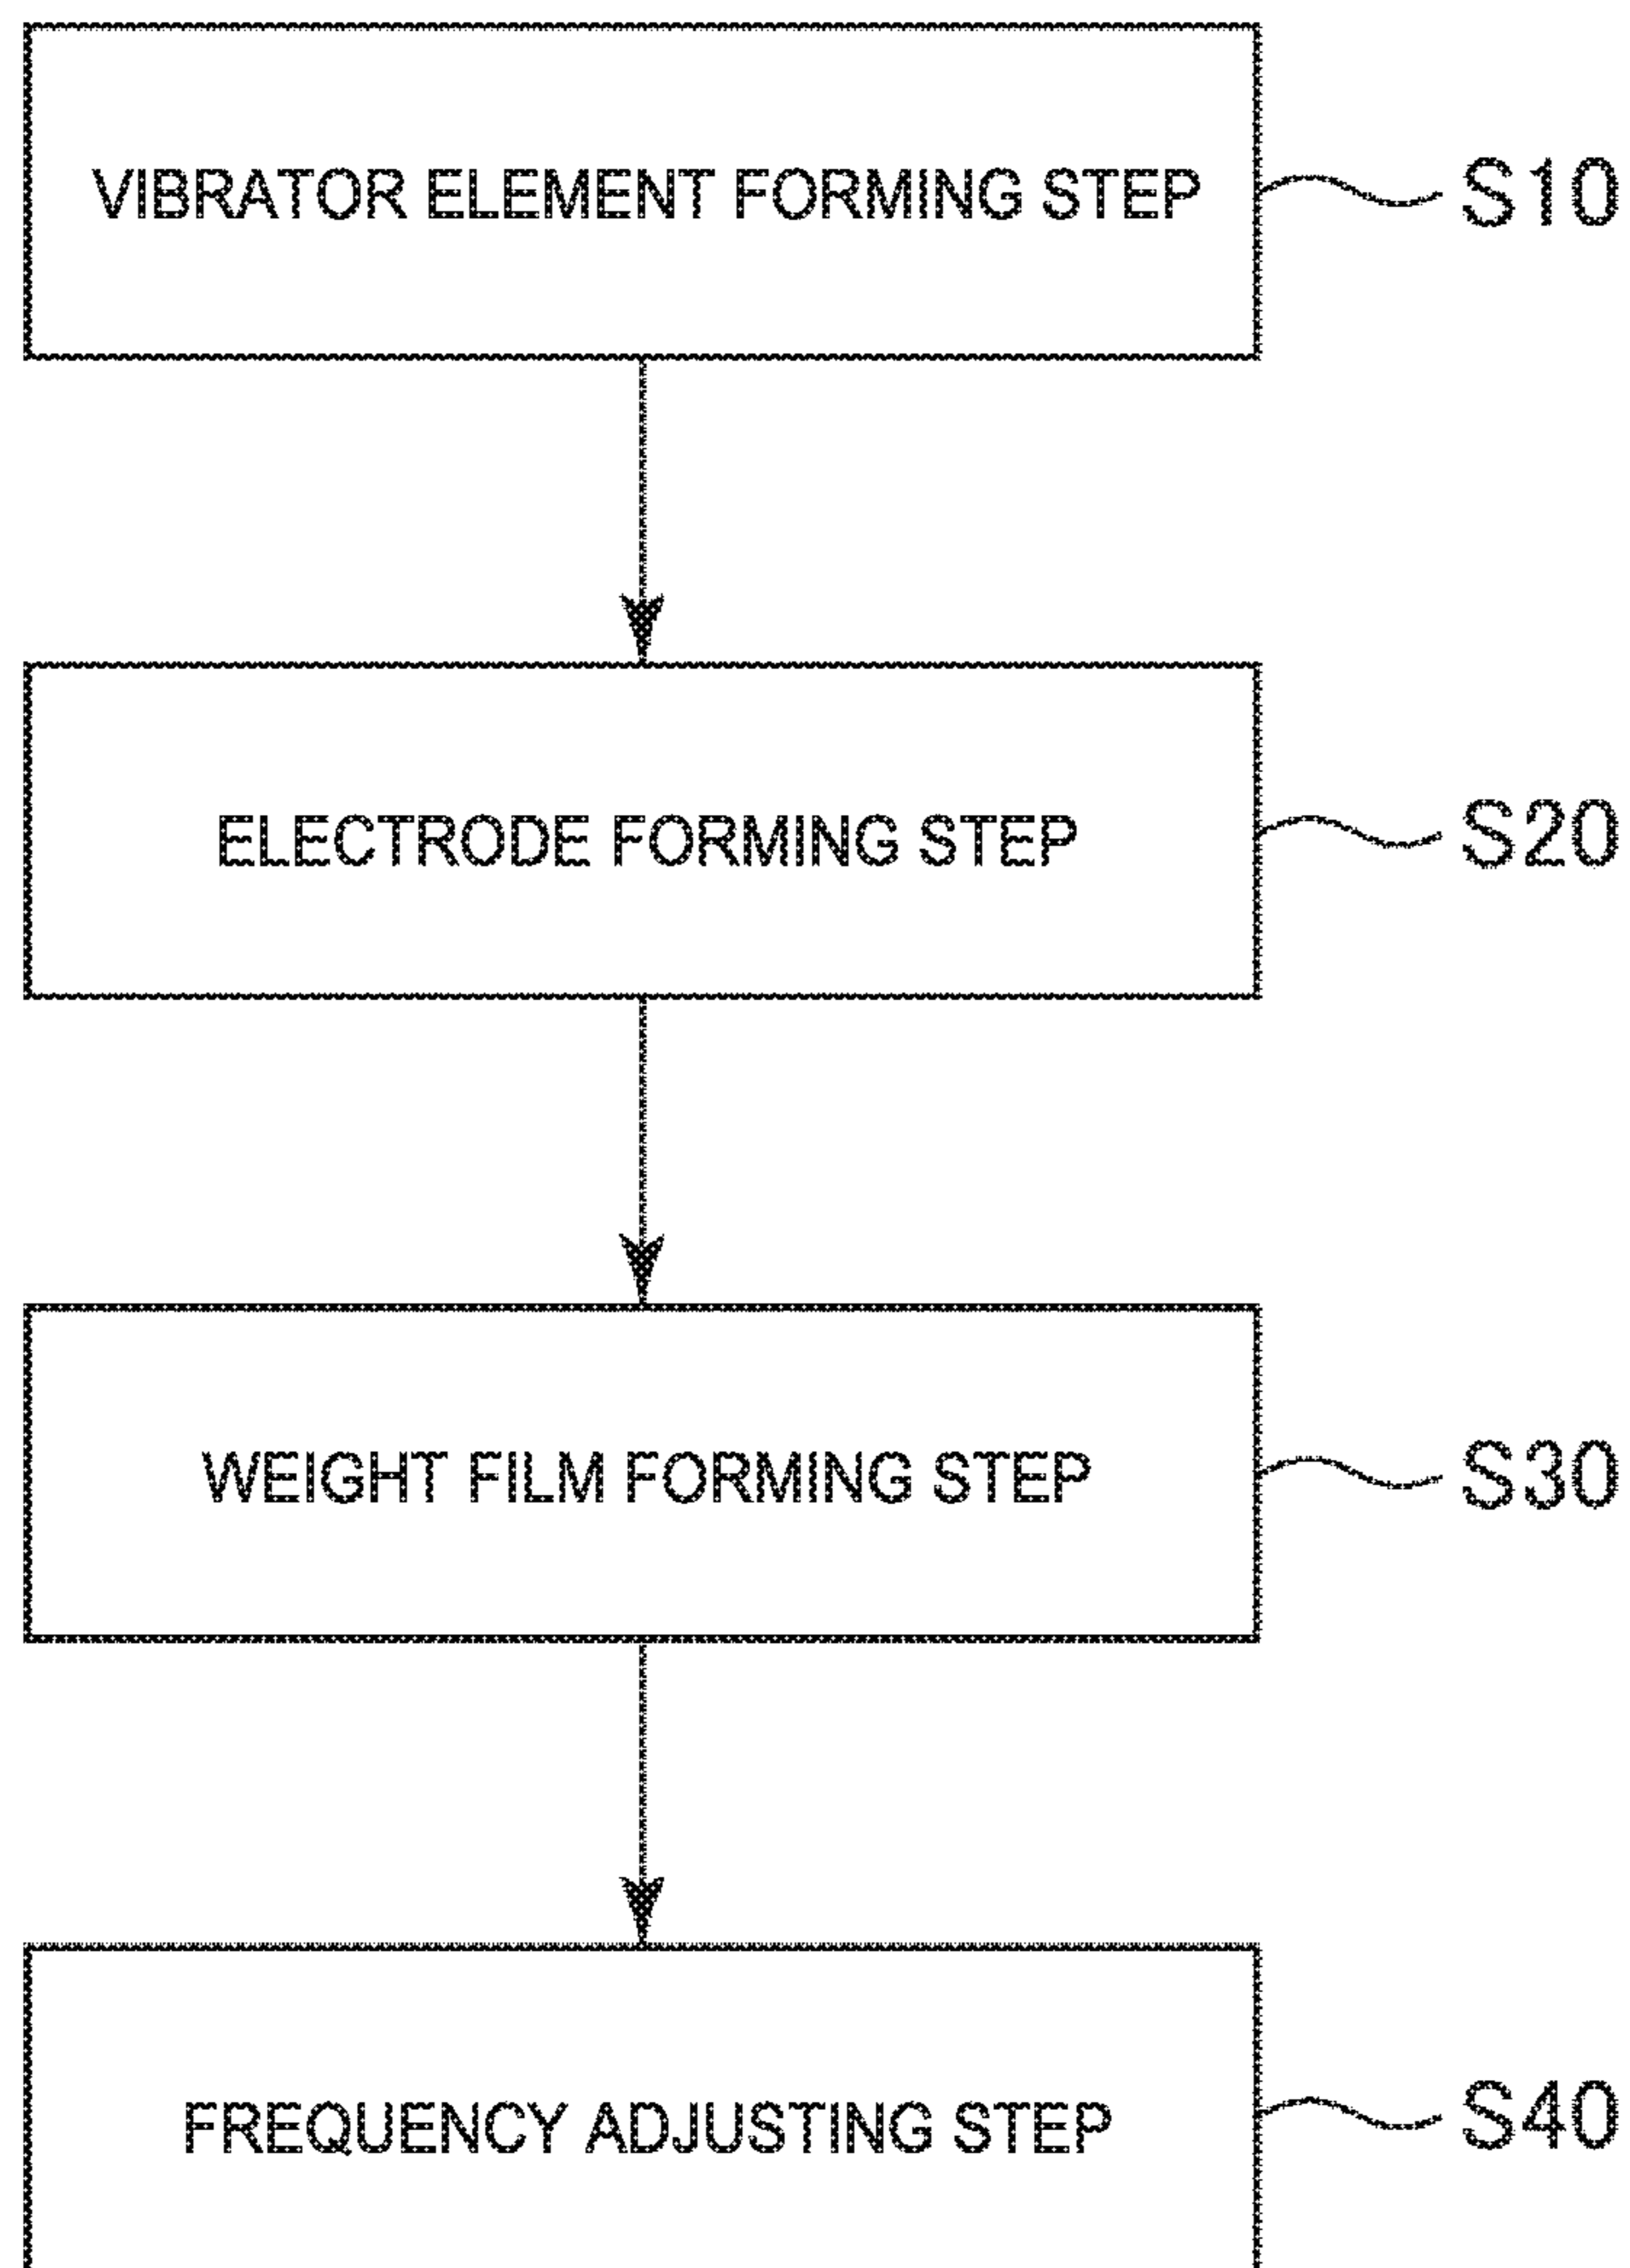 VIBRATOR ELEMENT FORMING STEP S10
ELECTRODE FORMING STEP S20
WEIGHT FILM FORMING STEP S30
FREQUENCY ADJUSTING STEP S40